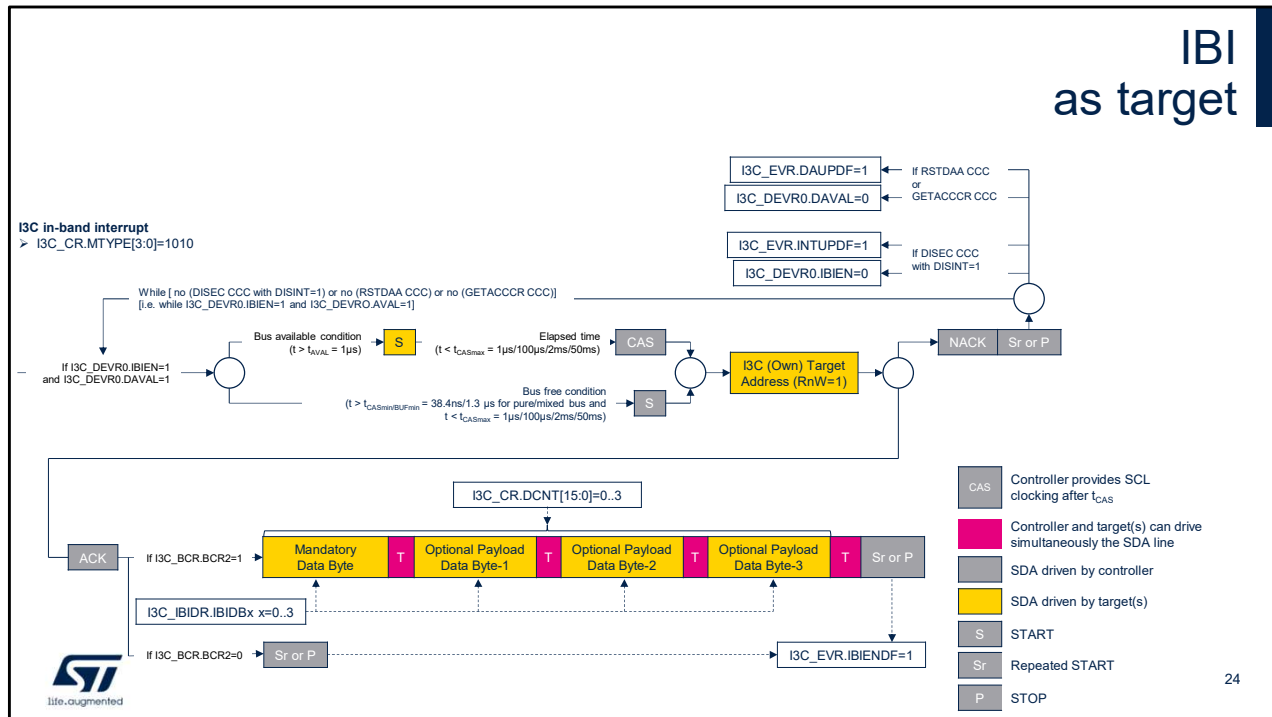 IBI
as target
I3C_EVR.DAUPDF=1
I3C_DEVR0.DAVAL=0
If RSTDAA CCC
or
GETACCCR CCC
I3C in-band interrupt
➢ I3C_CR.MTYPE[3:0]=1010
I3C_EVR.INTUPDF=1
I3C_DEVR0.IBIEN=0
If DISEC CCC
with DISINT=1
While [ no (DISEC CCC with DISINT=1) or no (RSTDAA CCC) or no (GETACCCR CCC)]
[i.e. while I3C_DEVR0.IBIEN=1 and I3C_DEVRO.AVAL=1]
If I3C_DEVR0.IBIEN=1
and I3C_DEVR0.DAVAL=1
Bus available condition
(t > tAVAL = 1µs)
S
Elapsed time
(t < tCASmax = 1µs/100µs/2ms/50ms)
CAS
Bus free condition
(t > tCASmin/BUFmin = 38.4ns/1.3 µs for pure/mixed bus and
t < tCASmax = 1µs/100µs/2ms/50ms)
S
I3C (Own) Target
Address (RnW=1)
NACK
Sr or P
I3C_CR.DCNT[15:0]=0..3
ACK
If I3C_BCR.BCR2=1
Mandatory
Data Byte
T
Optional Payload
Data Byte-1
T
Optional Payload
Data Byte-2
T
Optional Payload
Data Byte-3
T
Sr or P
I3C_IBIDR.IBIDBx x=0..3
If I3C_BCR.BCR2=0
Sr or P
I3C_EVR.IBIENDF=1
CAS
Controller provides SCL
clocking after tCAS
Controller and target(s) can drive
simultaneously the SDA line
SDA driven by controller
SDA driven by target(s)
S
START
Sr
Repeated START
P
STOP
ST
life.augmented
24